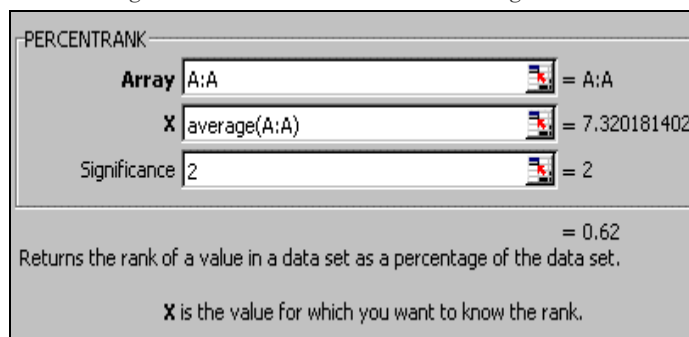 PERCENTRANK
Array A:A = A:A
X average(A:A) = 7.320181402
Significance 2 = 2
= 0.62
Returns the rank of a value in a data set as a percentage of the data set.
X is the value for which you want to know the rank.